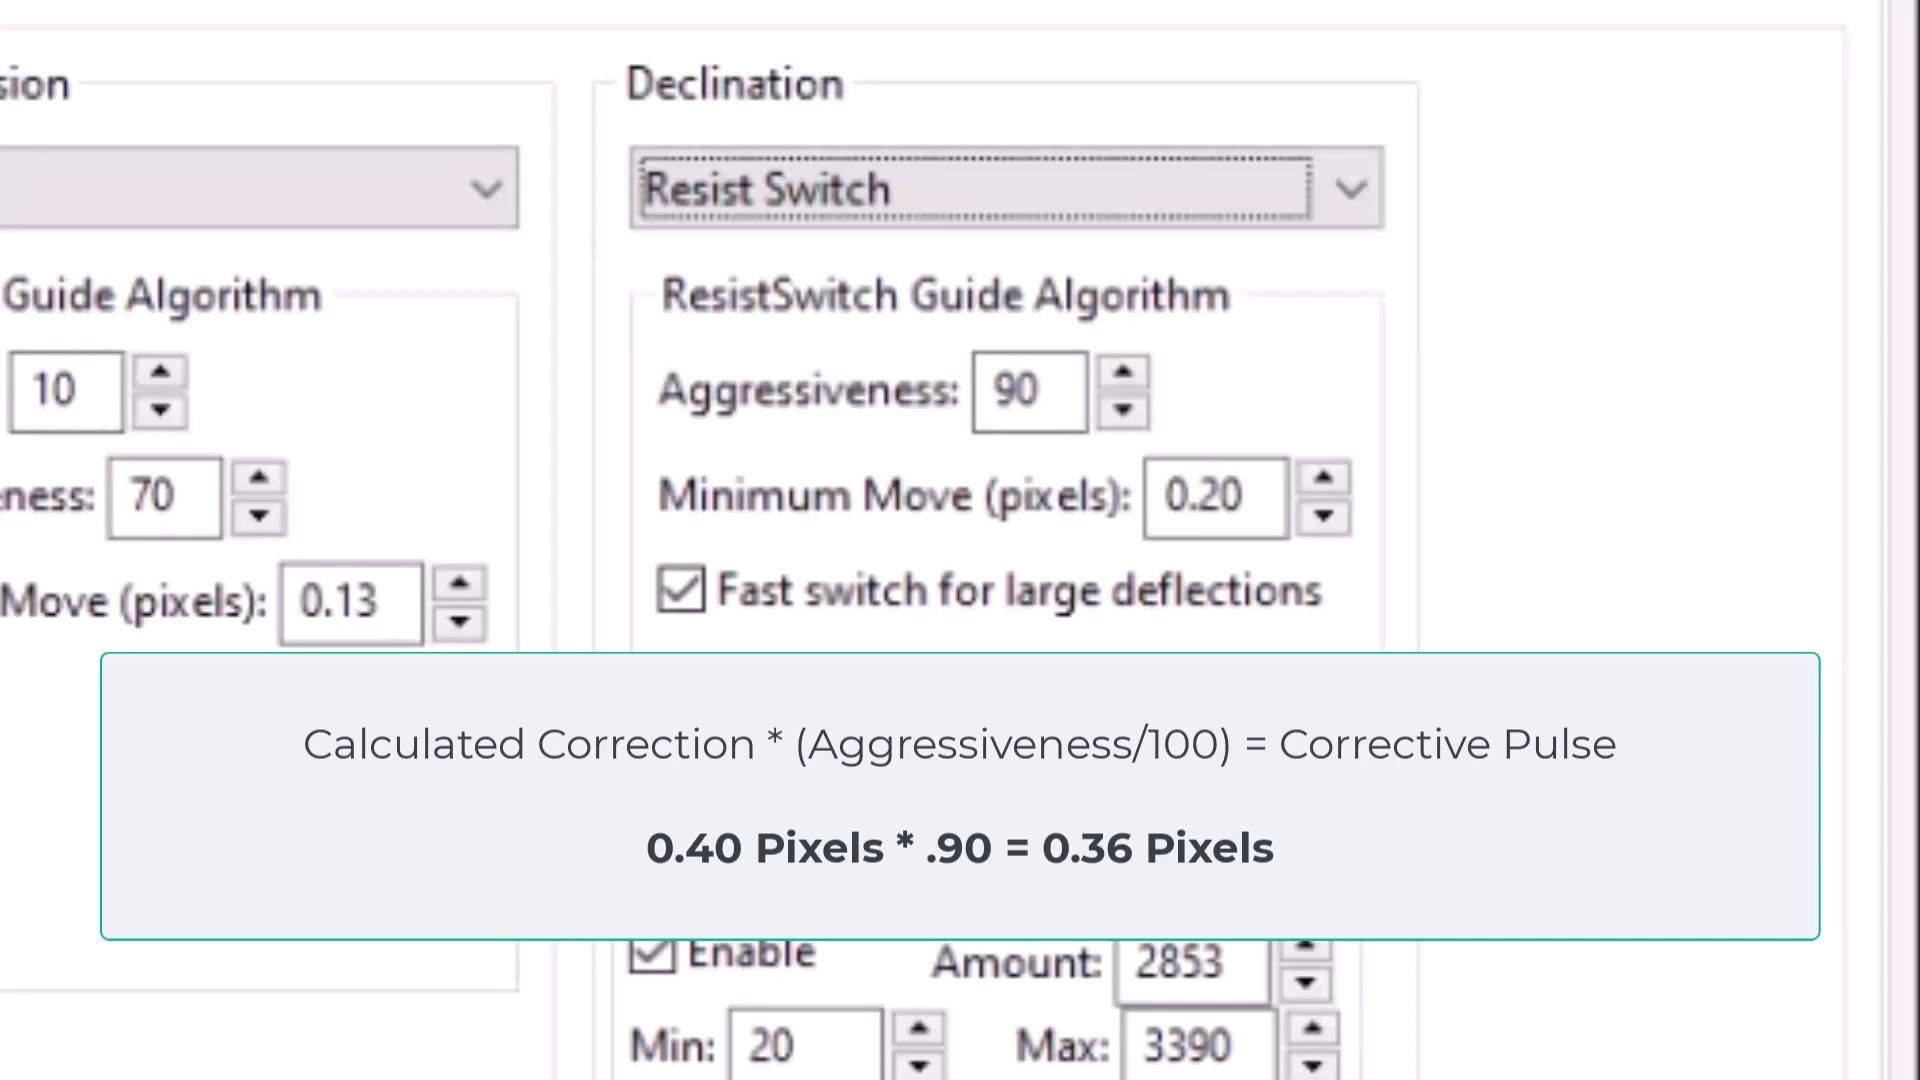 sion
Declination
Resist Switch
Guide Algorithm
ResistSwitch Guide Algorithm
10
Aggressiveness: 90
ness: 70
Minimum Move (pixels): 0.20
Move (pixels): 0.13
Fast switch for large deflections
Calculated Correction * (Aggressiveness/100) = Corrective Pulse
0.40 Pixels * .90 = 0.36 Pixels
Enable Amount: 2853
Min: 20 Max: 3390